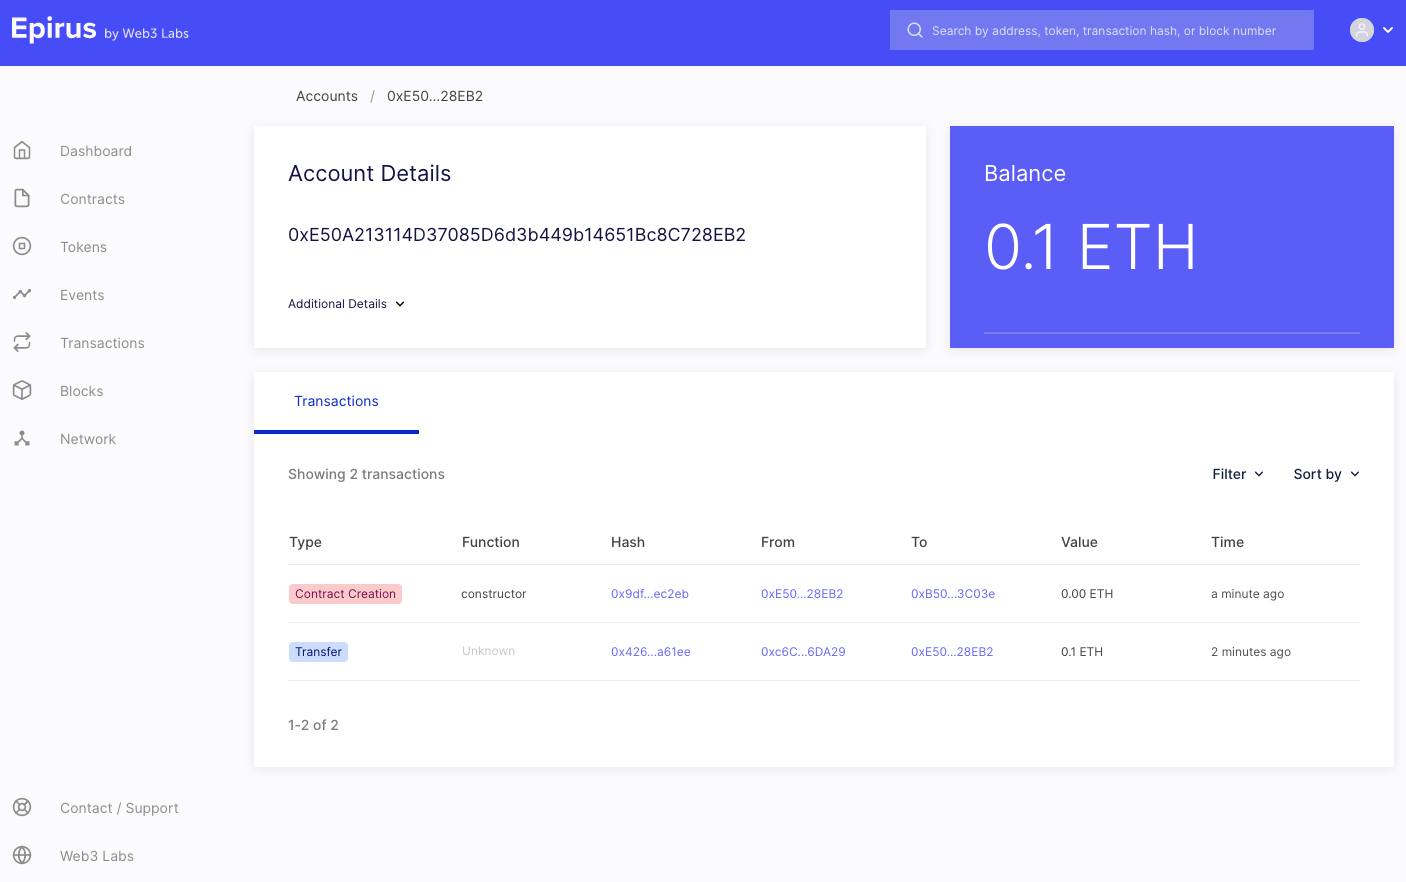 Epirus by Web3 Labs
Search by address, token, transaction hash, or block number
Accounts / 0xE50...28EB2
Dashboard
Contracts
Tokens
Events
Transactions
Blocks
Network
Contact / Support
Web3 Labs
Account Details
0xE50A213114D37085D6d3b449b14651Bc8C728EB2
Additional Details
Balance
0.1 ETH
Transactions
Showing 2 transactions
Filter Sort by
Type Function Hash From To Value Time
Contract Creation constructor 0x9df...ec2eb 0xE50...28EB2 0xB50...3C03e 0.00 ETH a minute ago
Transfer Unknown 0x426...a61ee 0xc6C...6DA29 0xE50...28EB2 0.1 ETH 2 minutes ago
1-2 of 2